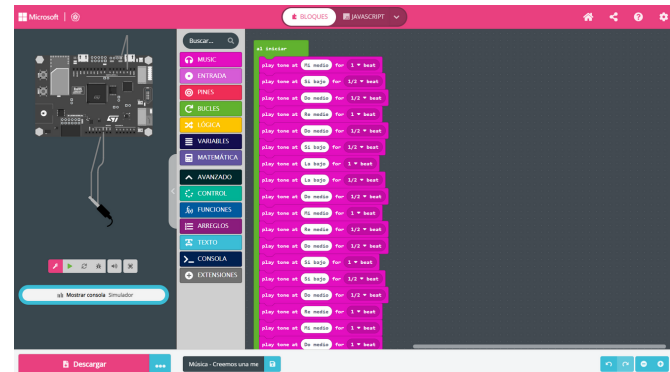 Microsoft
BLOQUES
JAVASCRIPT
Buscar...
MUSIC
ENTRADA
PINES
BUCLES
LÓGICA
VARIABLES
MATEMÁTICA
AVANZADO
CONTROL
FUNCIONES
ARREGLOS
TEXTO
CONSOLA
EXTENSIONES
al iniciar
play tone at Mi medio for 1 beat
play tone at Si bajo for 1/2 beat
play tone at Do medio for 1/2 beat
play tone at Re medio for 1 beat
play tone at Do medio for 1/2 beat
play tone at Si bajo for 1/2 beat
play tone at La bajo for 1 beat
play tone at La bajo for 1/2 beat
play tone at Do medio for 1/2 beat
play tone at Mi medio for 1 beat
play tone at Re medio for 1/2 beat
play tone at Do medio for 1/2 beat
play tone at Si bajo for 1 beat
play tone at Si bajo for 1/2 beat
play tone at Do medio for 1/2 beat
play tone at Re medio for 1 beat
play tone at Mi medio for 1 beat
play tone at Do medio for 1 beat
Mostrar consola Simulador
Descargar
Música - Creemos una me